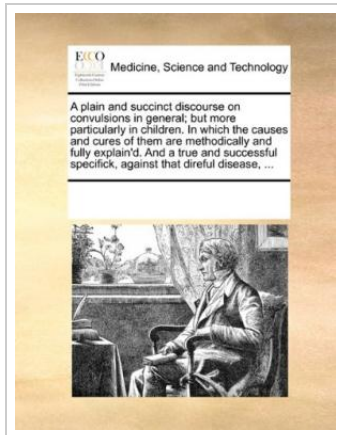 ECCO
Medicine, Science and Technology
A plain and succinct discourse on
convulsions in general; but more
particularly in children. In which the causes
and cures of them are methodically and
fully explain'd. And a true and successful
specifick, against that direful disease, ...